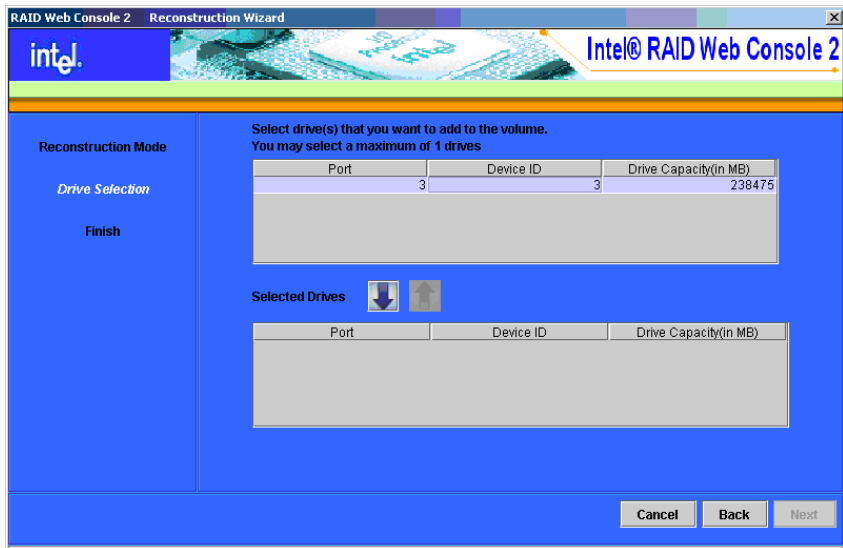 RAID Web Console 2 Reconstruction Wizard
intel.
I/O
Processor
intel
Intel® RAID Web Console 2
Reconstruction Mode
Drive Selection
Finish
Select drive(s) that you want to add to the volume.
You may select a maximum of 1 drives
Port Device ID Drive Capacity(in MB)
3 3 238475
Selected Drives
Port Device ID Drive Capacity(in MB)
Cancel Back Next